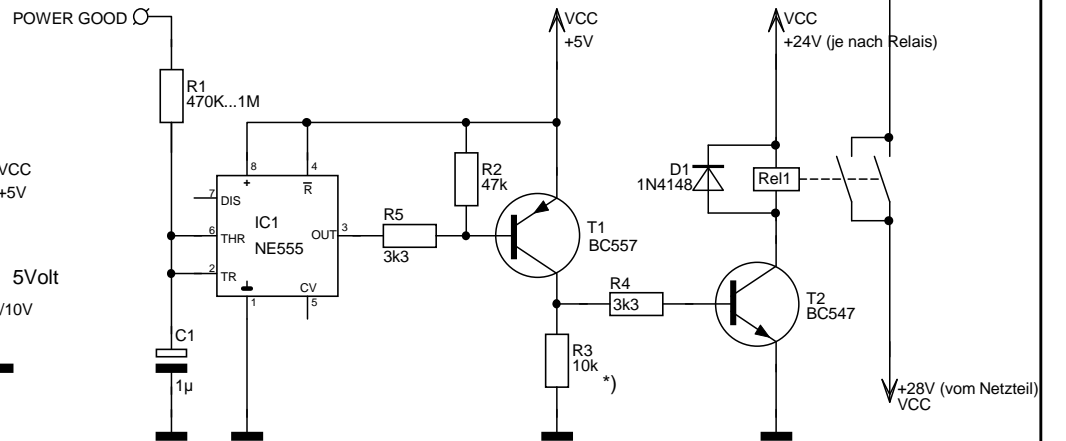 POWER GOOD
VCC
+5V
VCC
+24V (je nach Relais)
R1
470K...1M
8
4
+
R
7
DIS
IC1
NE555
6
THR
OUT
3
2
TR
CV
1
5
R5
3k3
R2
47k
T1
BC557
D1
1N4148
Rel1
VCC
+5V
5Volt
/10V
C1
1µ
R4
3k3
T2
BC547
R3
10k
*)
+28V (vom Netzteil)
VCC